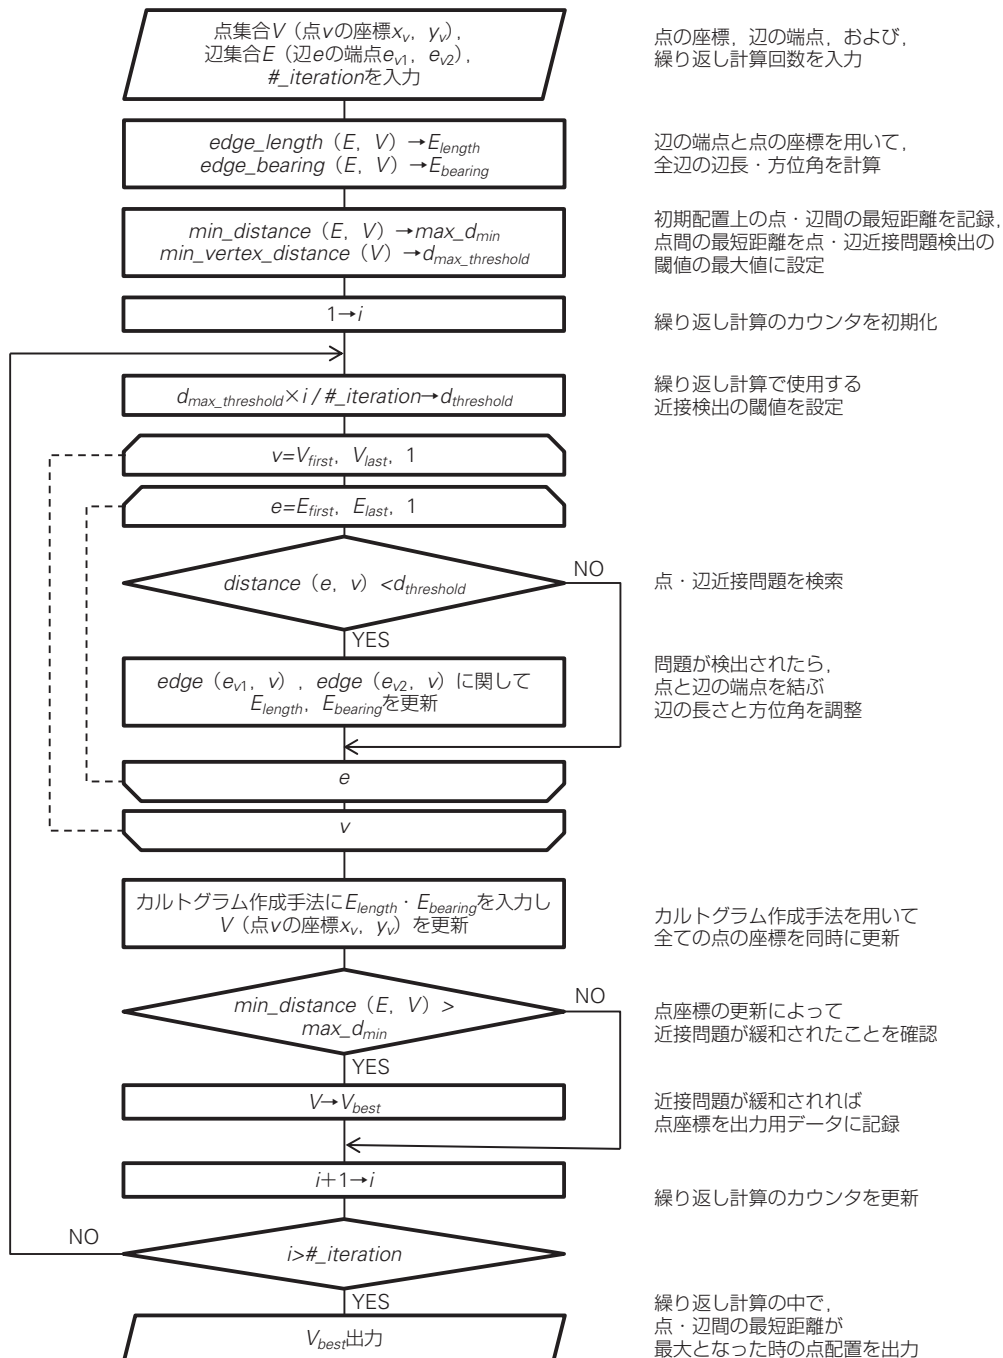 点集合V（点vの座標xv，yv），
辺集合E（辺eの端点ev1，ev2），
#_iterationを入力
点の座標，辺の端点，および，
繰り返し計算回数を入力
edge_length（E，V）→Elength
edge_bearing（E，V）→Ebearing
辺の端点と点の座標を用いて，
全辺の辺長・方位角を計算
min_distance（E，V）→max_dmin
min_vertex_distance（V）→dmax_threshold
初期配置上の点・辺間の最短距離を記録，
点間の最短距離を点・辺近接問題検出の
閾値の最大値に設定
1→i
繰り返し計算のカウンタを初期化
dmax_threshold×i / #_iteration→dthreshold
繰り返し計算で使用する
近接検出の閾値を設定
v=Vfirst，Vlast，1
e=Efirst，Elast，1
distance（e，v）<dthreshold
NO
点・辺近接問題を検索
YES
edge（ev1，v）, edge（ev2，v）に関して
Elength，Ebearingを更新
問題が検出されたら，
点と辺の端点を結ぶ
辺の長さと方位角を調整
e
v
カルトグラム作成手法にElength・Ebearingを入力し
V（点vの座標xv，yv）を更新
カルトグラム作成手法を用いて
全ての点の座標を同時に更新
min_distance（E，V）>
max_dmin
NO
点座標の更新によって
近接問題が緩和されたことを確認
YES
V→Vbest
近接問題が緩和されれば
点座標を出力用データに記録
i＋1→i
繰り返し計算のカウンタを更新
NO
i>#_iteration
YES
Vbest出力
繰り返し計算の中で，
点・辺間の最短距離が
最大となった時の点配置を出力